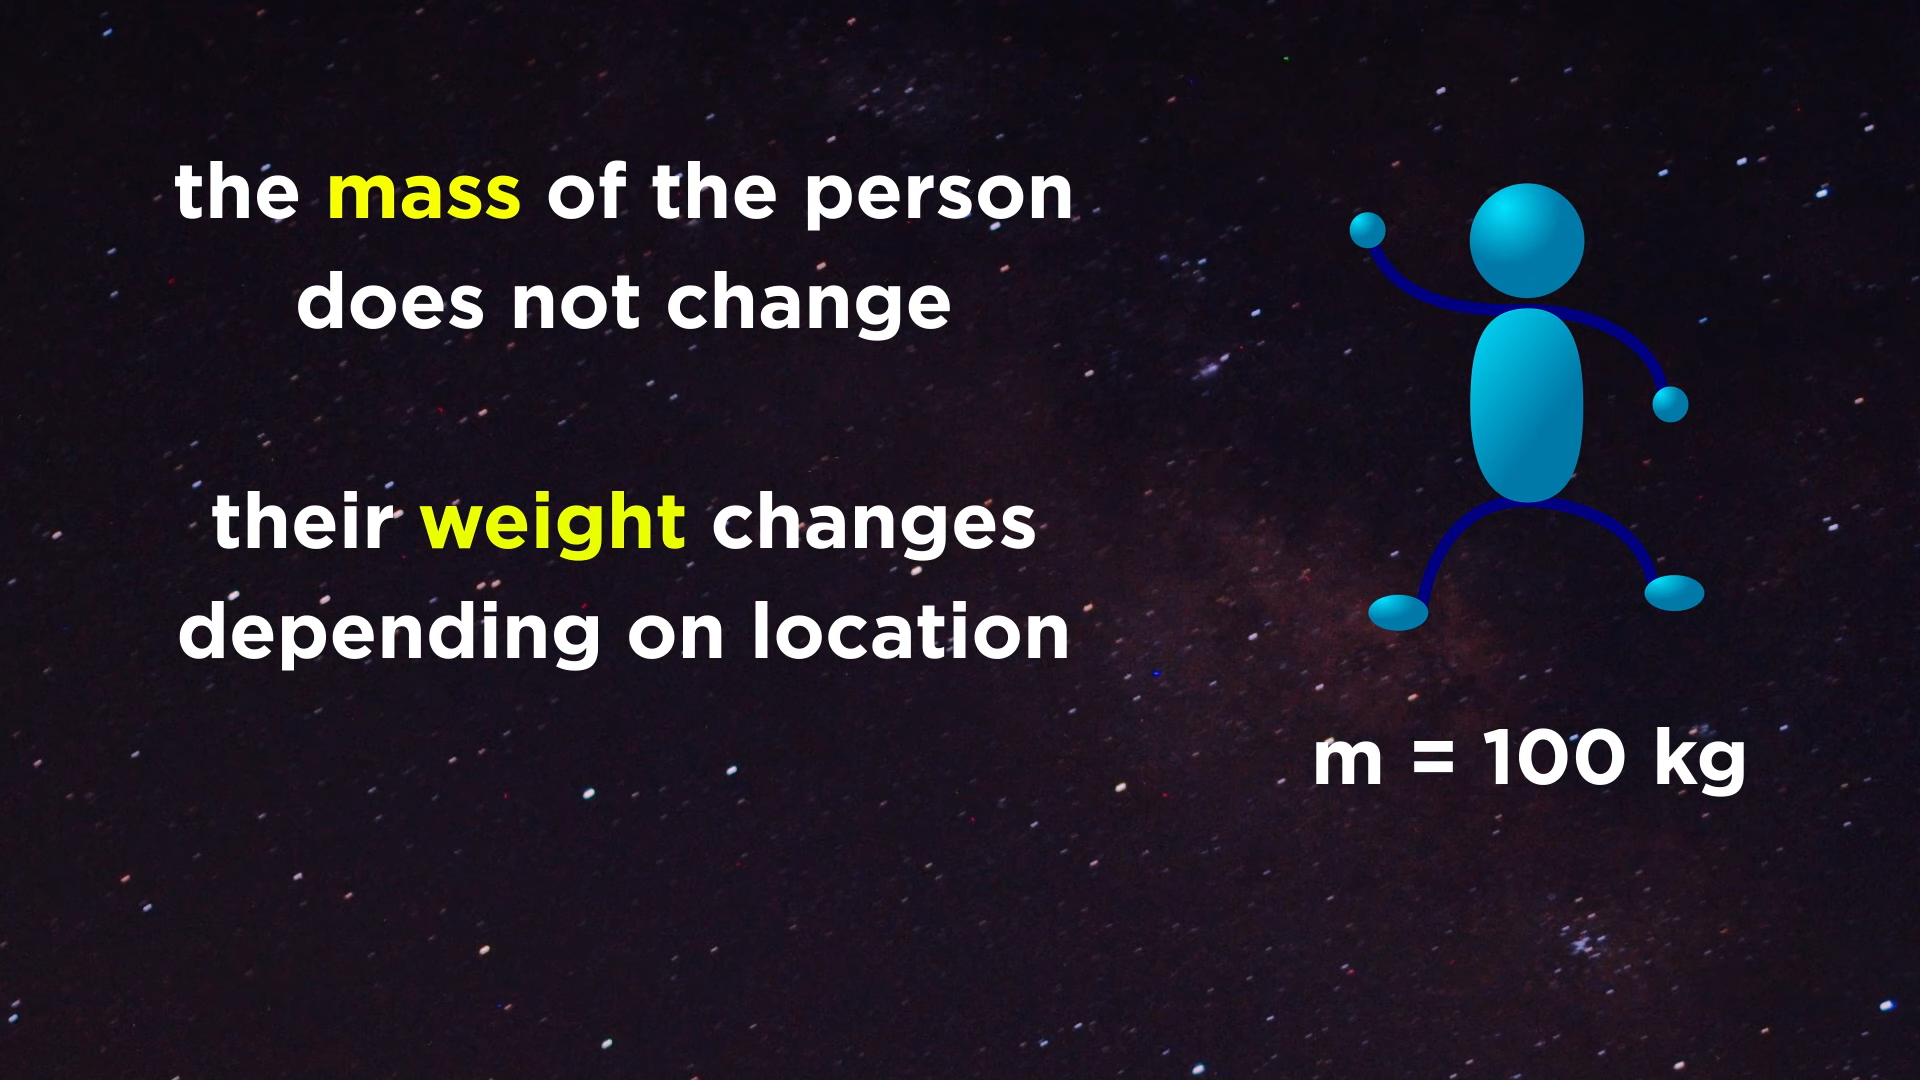 the mass of the person
does not change
their weight changes
depending on location
m = 100 kg